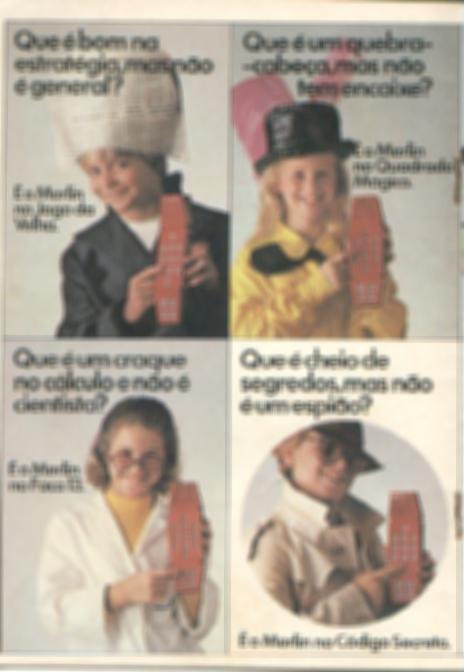 Que é bom na
estratégia, mas não
é general?
É o Merlin
no Jogo da
Velha.
Que é um quebra-
-cabeça, mas não
tem encaixe?
É o Merlin
no Quadrado
Mágico.
Que é um craque
no cálculo e não é
cientista?
É o Merlin
no Faça 13.
Que é cheio de
segredos, mas não
é um espião?
É o Merlin no Código Secreto.